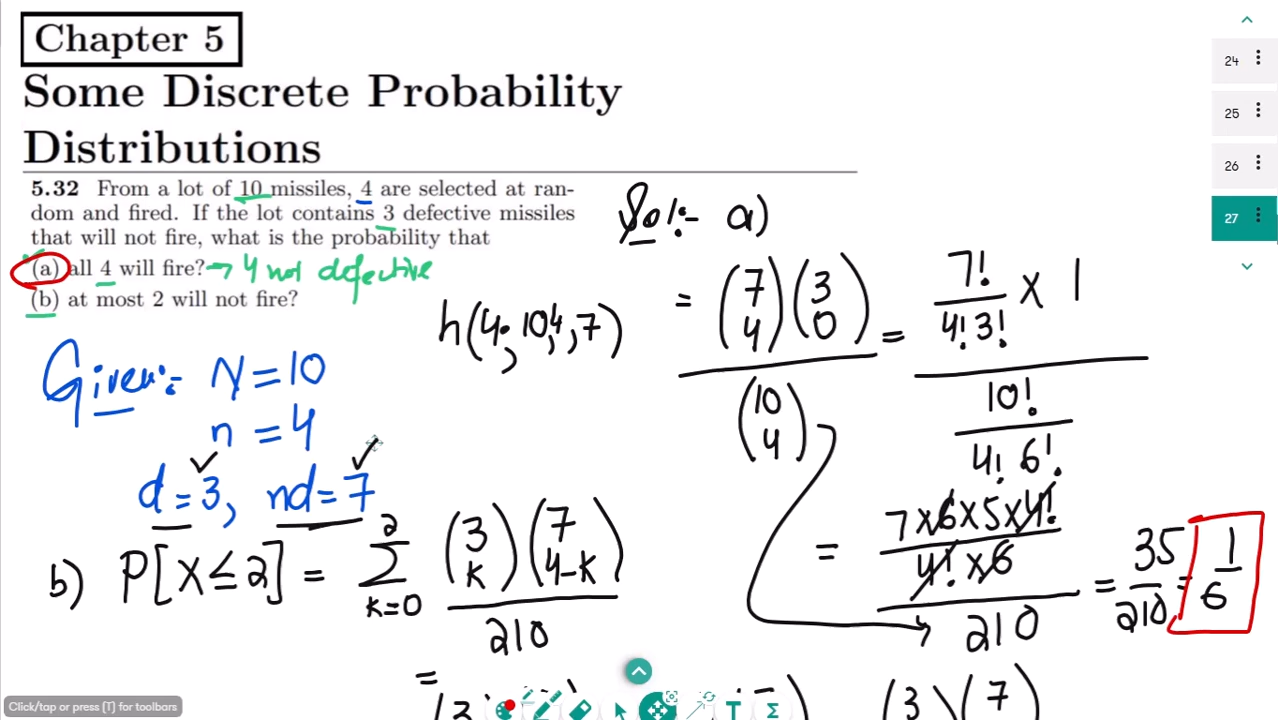 Chapter 5
Some Discrete Probability
Distributions
5.32 From a lot of 10 missiles, 4 are selected at ran-
dom and fired. If the lot contains 3 defective missiles
that will not fire, what is the probability that
(a) all 4 will fire? → 4 not defective
(b) at most 2 will not fire?
Given:- N = 10
n = 4
d = 3, nd = 7
Sol:- a)
h(4; 10, 4, 7)
= (7 4)(3 0) / (10 4) = 7!/(4! 3!) × 1 / 10!/(4! 6!)
= 7×6×5×4!/(4!×6) / 210 = 35/210 = 1/6
b) P[X ≤ 2] = 2 Σ k=0 (3 k)(7 4-k) / 210
=
(3 (3 )(7
24
25
26
27
Click/tap or press (T) for toolbars
T Σ